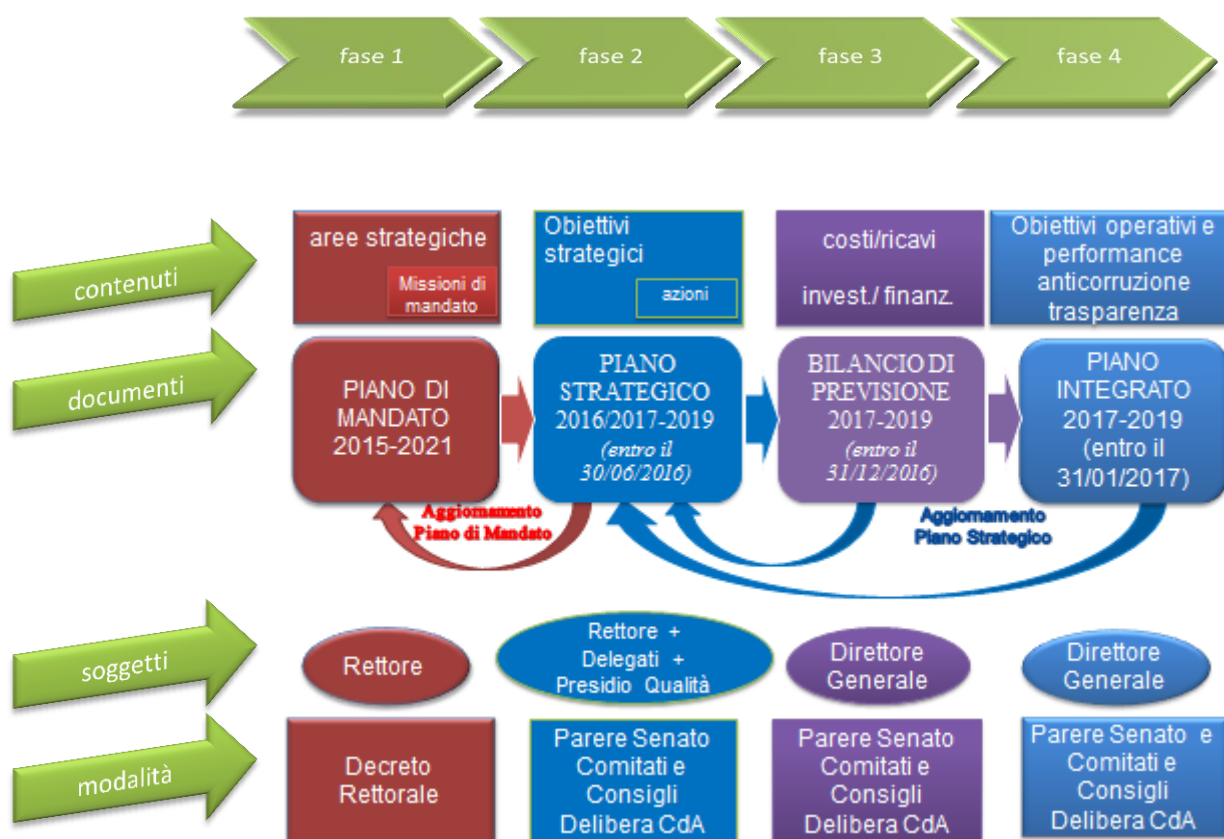 fase 1
fase 2
fase 3
fase 4
contenuti
aree strategiche
Missioni di
mandato
Obiettivi
strategici
azioni
costi/ricavi
invest./ finanz.
Obiettivi operativi e
performance
anticorruzione
trasparenza
documenti
PIANO DI
MANDATO
2015-2021
PIANO
STRATEGICO
2016/2017-2019
(entro il
30/06/2016)
BILANCIO DI
PREVISIONE
2017-2019
(entro il
31/12/2016)
PIANO
INTEGRATO
2017-2019
(entro il
31/01/2017)
Aggiornamento
Piano di Mandato
Aggiornamento
Piano Strategico
soggetti
Rettore
Rettore +
Delegati +
Presidio Qualità
Direttore
Generale
Direttore
Generale
modalità
Decreto
Rettorale
Parere Senato
Comitati e
Consigli
Delibera CdA
Parere Senato
Comitati e
Consigli
Delibera CdA
Parere Senato e
Comitati e
Consigli
Delibera CdA